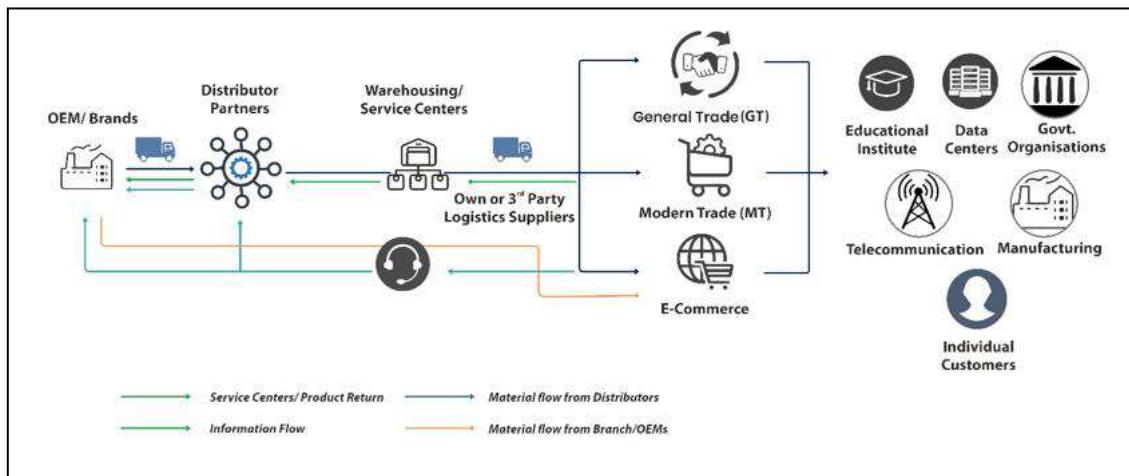 OEM/ Brands
Distributor
Partners
Warehousing/
Service Centers
Own or 3rd Party
Logistics Suppliers
General Trade (GT)
Modern Trade (MT)
E-Commerce
Educational
Institute
Data
Centers
Govt.
Organisations
Telecommunication
Manufacturing
Individual
Customers
Service Centers/ Product Return
Material flow from Distributors
Information Flow
Material flow from Branch/OEMs